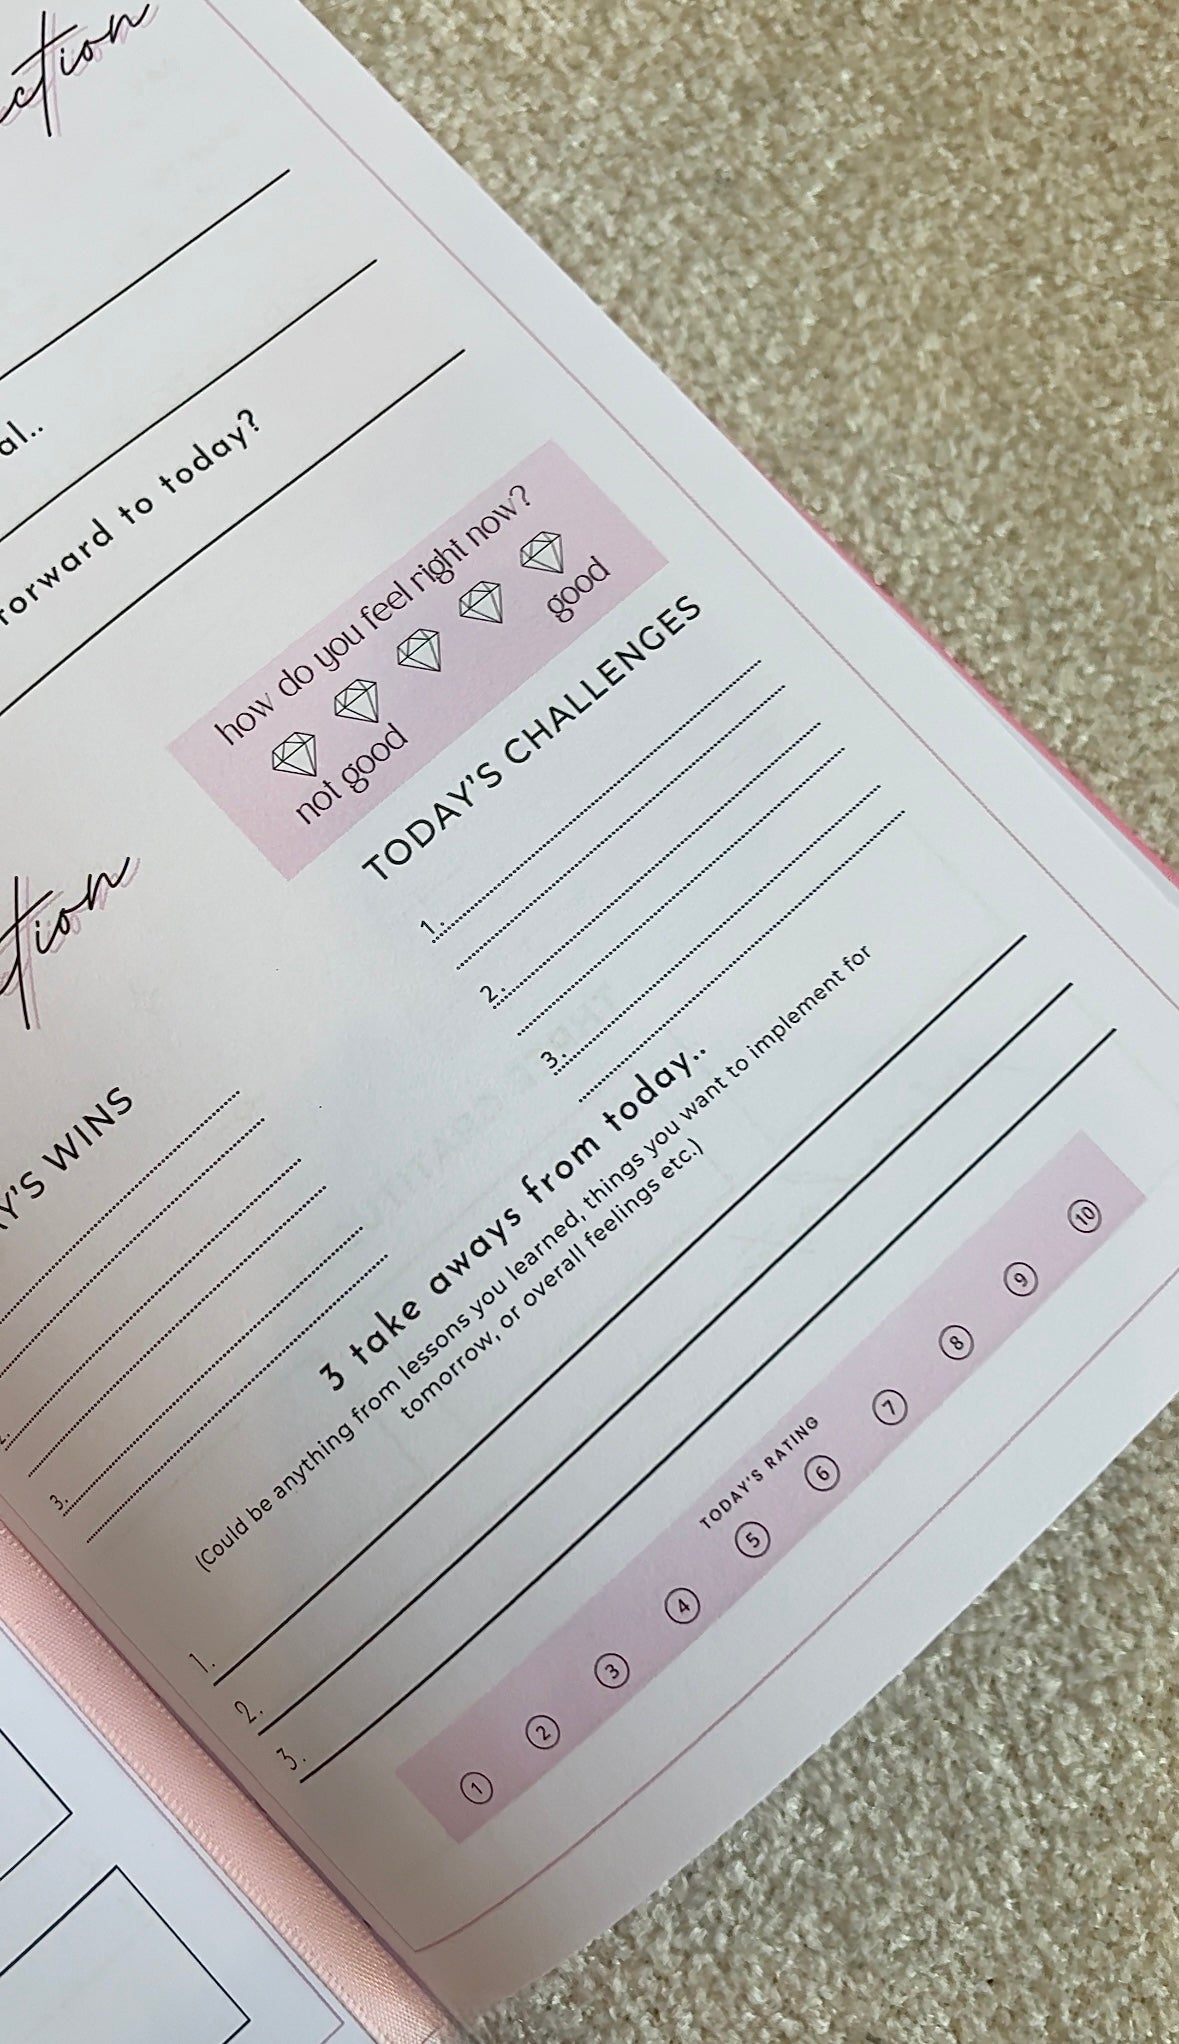 al..
forward to today?
how do you feel right now?
not good
good
TODAY'S CHALLENGES
1.
2.
3.
WINS
3.
3 take aways from today..
(Could be anything from lessons you learned, things you want to implement for
tomorrow, or overall feelings etc.)
1.
2.
3.
TODAY'S RATING
1 2 3 4 5 6 7 8 9 10